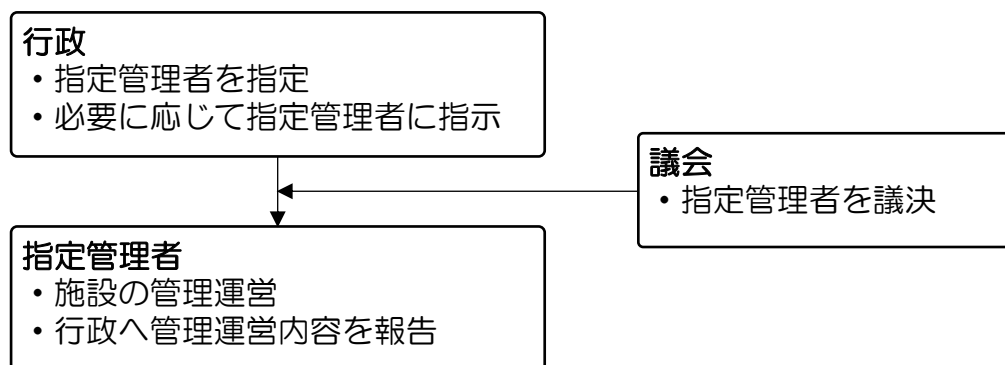 行政
・指定管理者を指定
・必要に応じて指定管理者に指示
議会
・指定管理者を議決
指定管理者
・施設の管理運営
・行政へ管理運営内容を報告